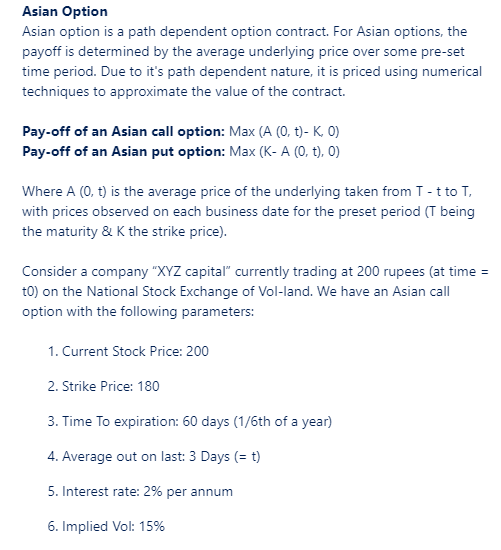 Asian Option
Asian option is a path dependent option contract. For Asian options, the
payoff is determined by the average underlying price over some pre-set
time period. Due to it's path dependent nature, it is priced using numerical
techniques to approximate the value of the contract.
Pay-off of an Asian call option: Max (A (0, t)- K, 0)
Pay-off of an Asian put option: Max (K- A (0, t), 0)
Where A (0, t) is the average price of the underlying taken from T - t to T,
with prices observed on each business date for the preset period (T being
the maturity & K the strike price).
Consider a company "XYZ capital" currently trading at 200 rupees (at time =
t0) on the National Stock Exchange of Vol-land. We have an Asian call
option with the following parameters:
1. Current Stock Price: 200
2. Strike Price: 180
3. Time To expiration: 60 days (1/6th of a year)
4. Average out on last: 3 Days (= t)
5. Interest rate: 2% per annum
6. Implied Vol: 15%